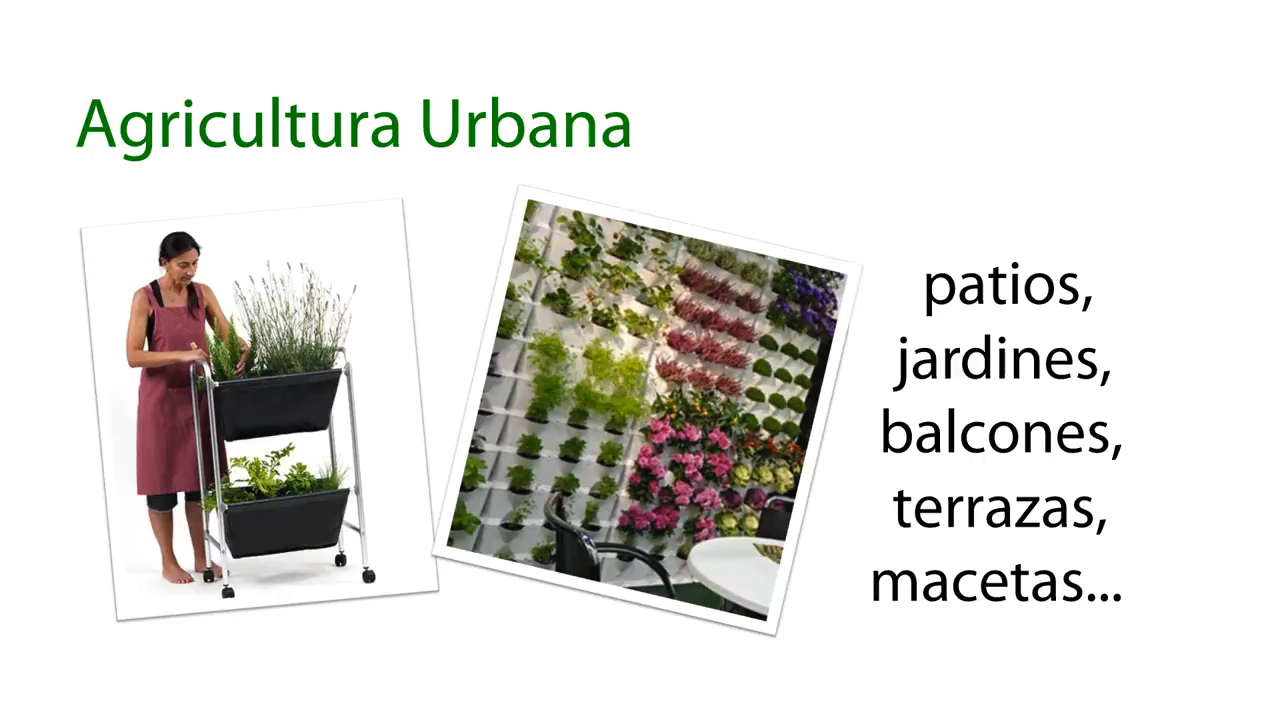 Agricultura Urbana
patios,
jardines,
balcones,
terrazas,
macetas...